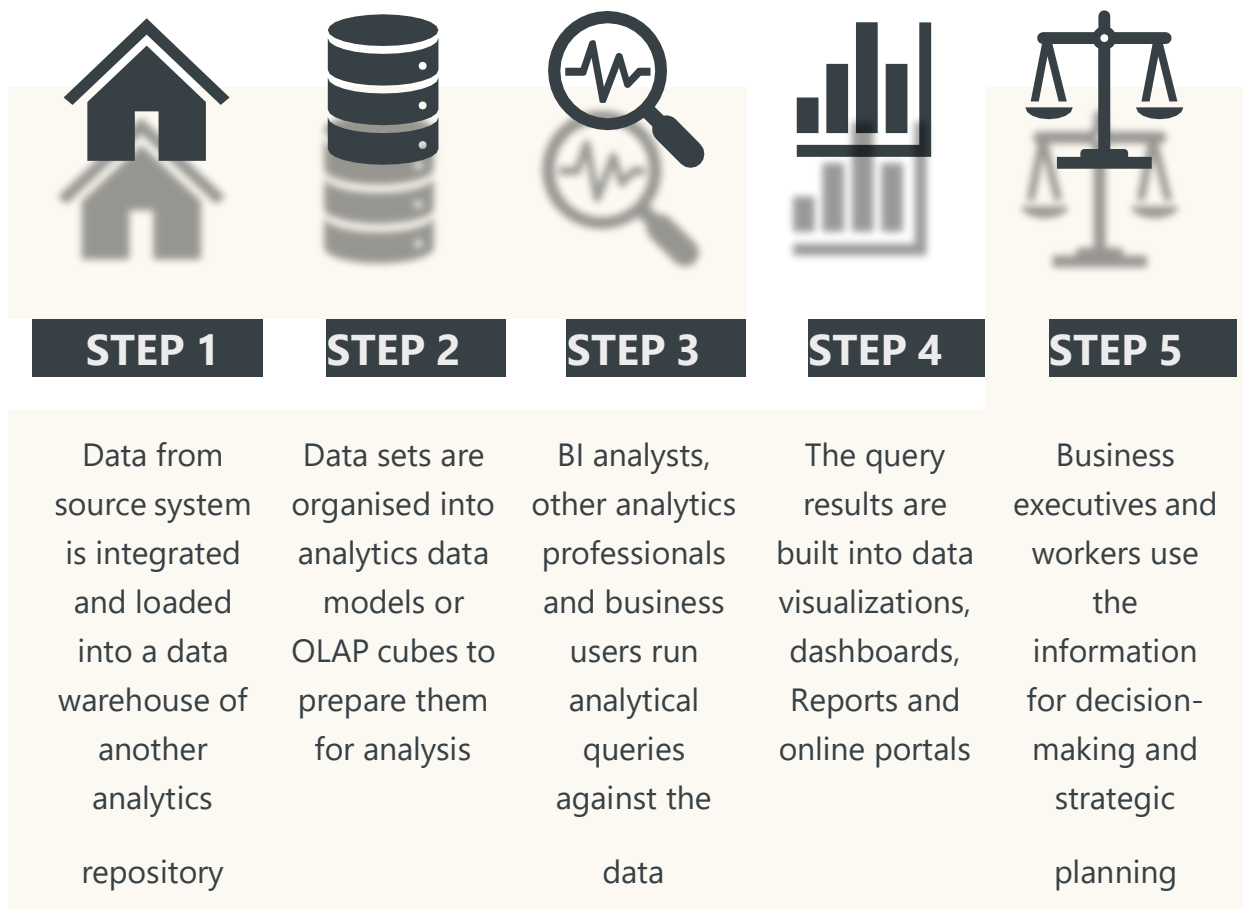 STEP 1
Data from
source system
is integrated
and loaded
into a data
warehouse of
another
analytics
repository
STEP 2
Data sets are
organised into
analytics data
models or
OLAP cubes to
prepare them
for analysis
STEP 3
BI analysts,
other analytics
professionals
and business
users run
analytical
queries
against the
data
STEP 4
The query
results are
built into data
visualizations,
dashboards,
Reports and
online portals
STEP 5
Business
executives and
workers use
the
information
for decision-
making and
strategic
planning